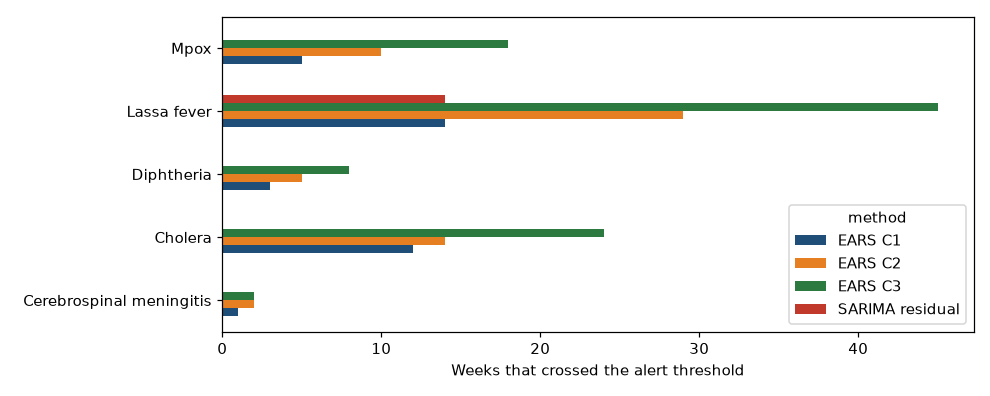 Mpox
Lassa fever
Diphtheria
Cholera
Cerebrospinal meningitis
method
EARS C1
EARS C2
EARS C3
SARIMA residual
0 10 20 30 40
Weeks that crossed the alert threshold